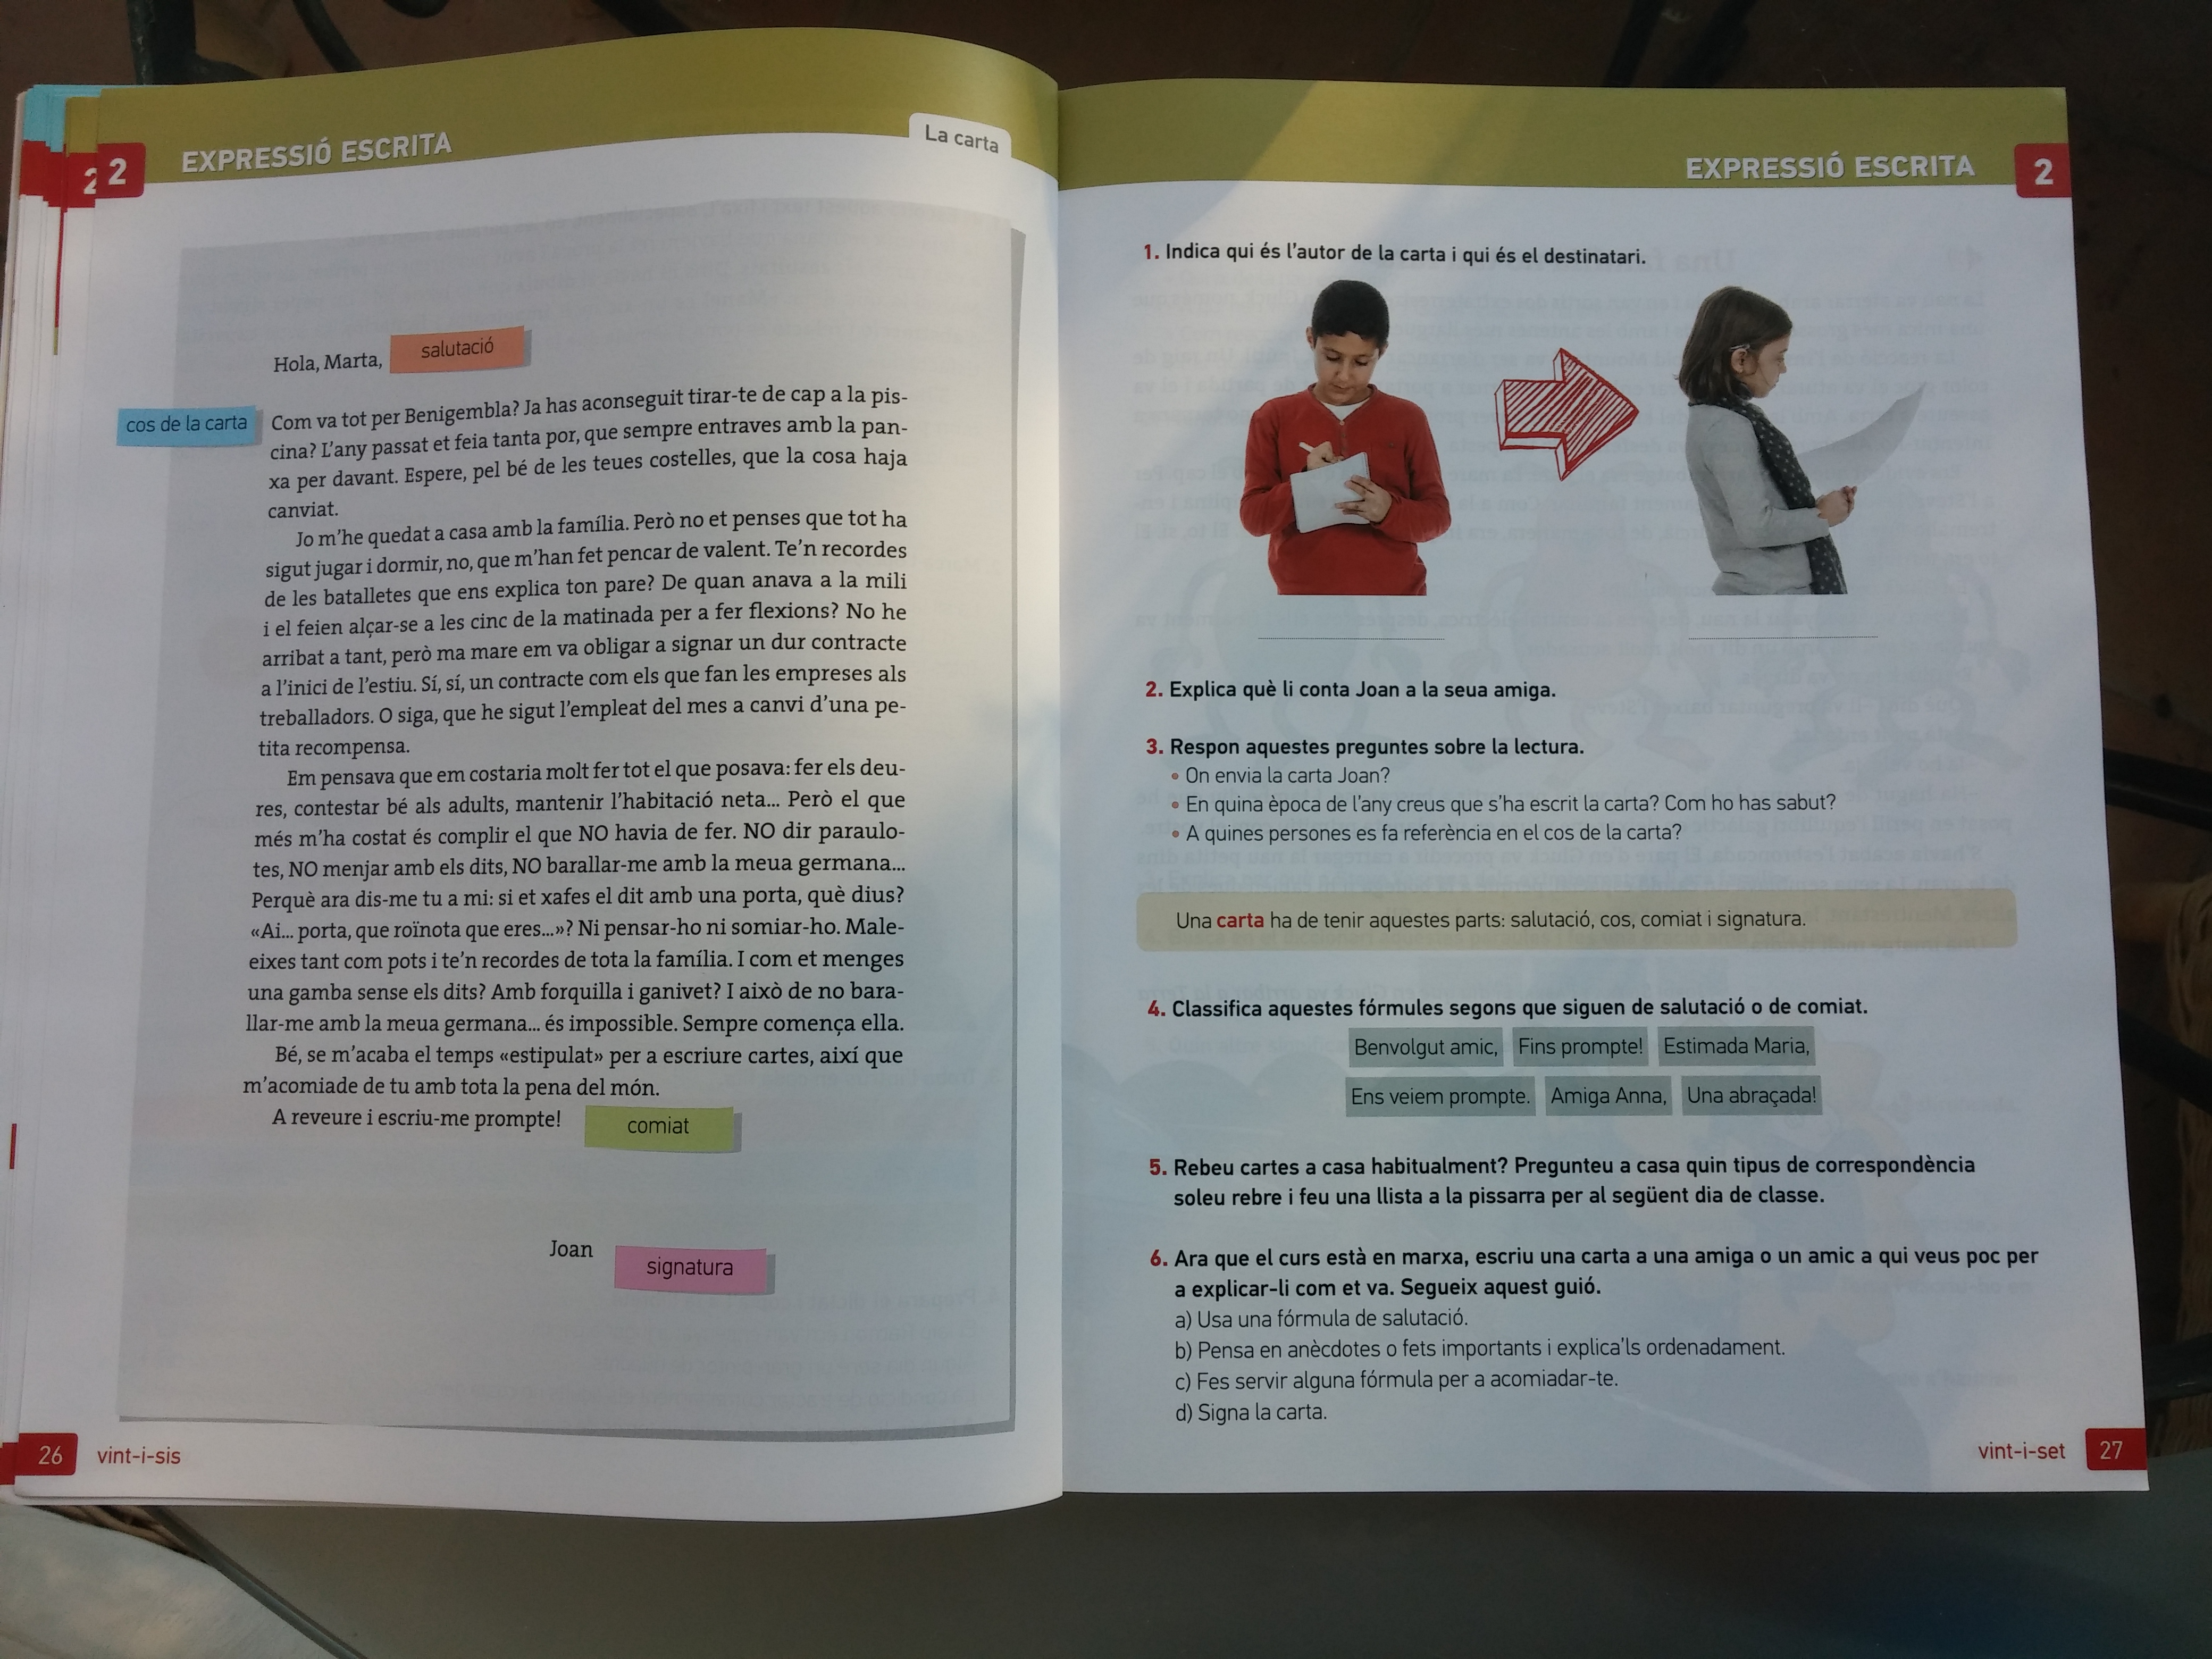 2
2
EXPRESSIÓ ESCRITA
La carta
Hola, Marta,
salutació
cos de la carta
Com va tot per Benigembla? Ja has aconseguit tirar-te de cap a la pis-
cina? L'any passat et feia tanta por, que sempre entraves amb la pan-
xa per davant. Espere, pel bé de les teues costelles, que la cosa haja
canviat.
Jo m'he quedat a casa amb la família. Però no et penses que tot ha
sigut jugar i dormir, no, que m'han fet pencar de valent. Te'n recordes
de les batalletes que ens explica ton pare? De quan anava a la mili
i el feien alçar-se a les cinc de la matinada per a fer flexions? No he
arribat a tant, però ma mare em va obligar a signar un dur contracte
a l'inici de l'estiu. Sí, sí, un contracte com els que fan les empreses als
treballadors. O siga, que he sigut l'empleat del mes a canvi d'una pe-
tita recompensa.
Em pensava que em costaria molt fer tot el que posava: fer els deu-
res, contestar bé als adults, mantenir l'habitació neta... Però el que
més m'ha costat és complir el que NO havia de fer. NO dir paraulo-
tes, NO menjar amb els dits, NO barallar-me amb la meua germana...
Perquè ara dis-me tu a mi: si et xafes el dit amb una porta, què dius?
«Ai... porta, que roïnota que eres...»? Ni pensar-ho ni somiar-ho. Male-
eixes tant com pots i te'n recordes de tota la família. I com et menges
una gamba sense els dits? Amb forquilla i ganivet? I això de no bara-
llar-me amb la meua germana... és impossible. Sempre comença ella.
Bé, se m'acaba el temps «estipulat» per a escriure cartes, així que
m'acomiade de tu amb tota la pena del món.
A reveure i escriu-me prompte!
comiat
Joan
signatura
26 vint-i-sis
EXPRESSIÓ ESCRITA
2
1. Indica qui és l'autor de la carta i qui és el destinatari.
2. Explica què li conta Joan a la seua amiga.
3. Respon aquestes preguntes sobre la lectura.
• On envia la carta Joan?
• En quina època de l'any creus que s'ha escrit la carta? Com ho has sabut?
• A quines persones es fa referència en el cos de la carta?
Una carta ha de tenir aquestes parts: salutació, cos, comiat i signatura.
4. Classifica aquestes fórmules segons que siguen de salutació o de comiat.
Benvolgut amic, Fins prompte! Estimada Maria,
Ens veiem prompte. Amiga Anna, Una abraçada!
5. Rebeu cartes a casa habitualment? Pregunteu a casa quin tipus de correspondència
soleu rebre i feu una llista a la pissarra per al següent dia de classe.
6. Ara que el curs està en marxa, escriu una carta a una amiga o un amic a qui veus poc per
a explicar-li com et va. Segueix aquest guió.
a) Usa una fórmula de salutació.
b) Pensa en anècdotes o fets importants i explica'ls ordenadament.
c) Fes servir alguna fórmula per a acomiadar-te.
d) Signa la carta.
vint-i-set 27